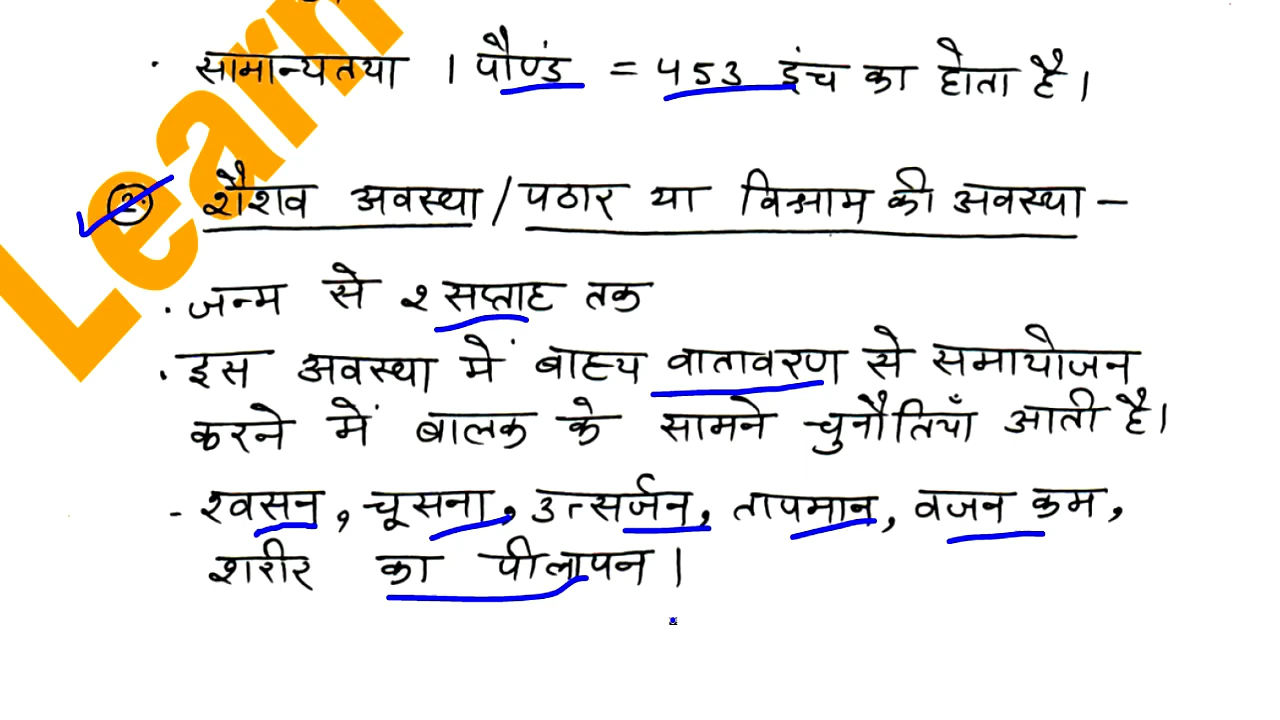 Learn
· सामान्यतया । पौण्डं = 453 इंच का होता है।
② शैशव अवस्था / पठार या विश्राम की अवस्था –
· जन्म से 2 सप्ताह तक
· इस अवस्था में बाह्य वातावरण से समायोजन
करने में बालक के सामने चुनौतियाँ आती है।
- श्वसन, चूसना, उत्सर्जन, तापमान, वजन कम,
शरीर का पीलापन।